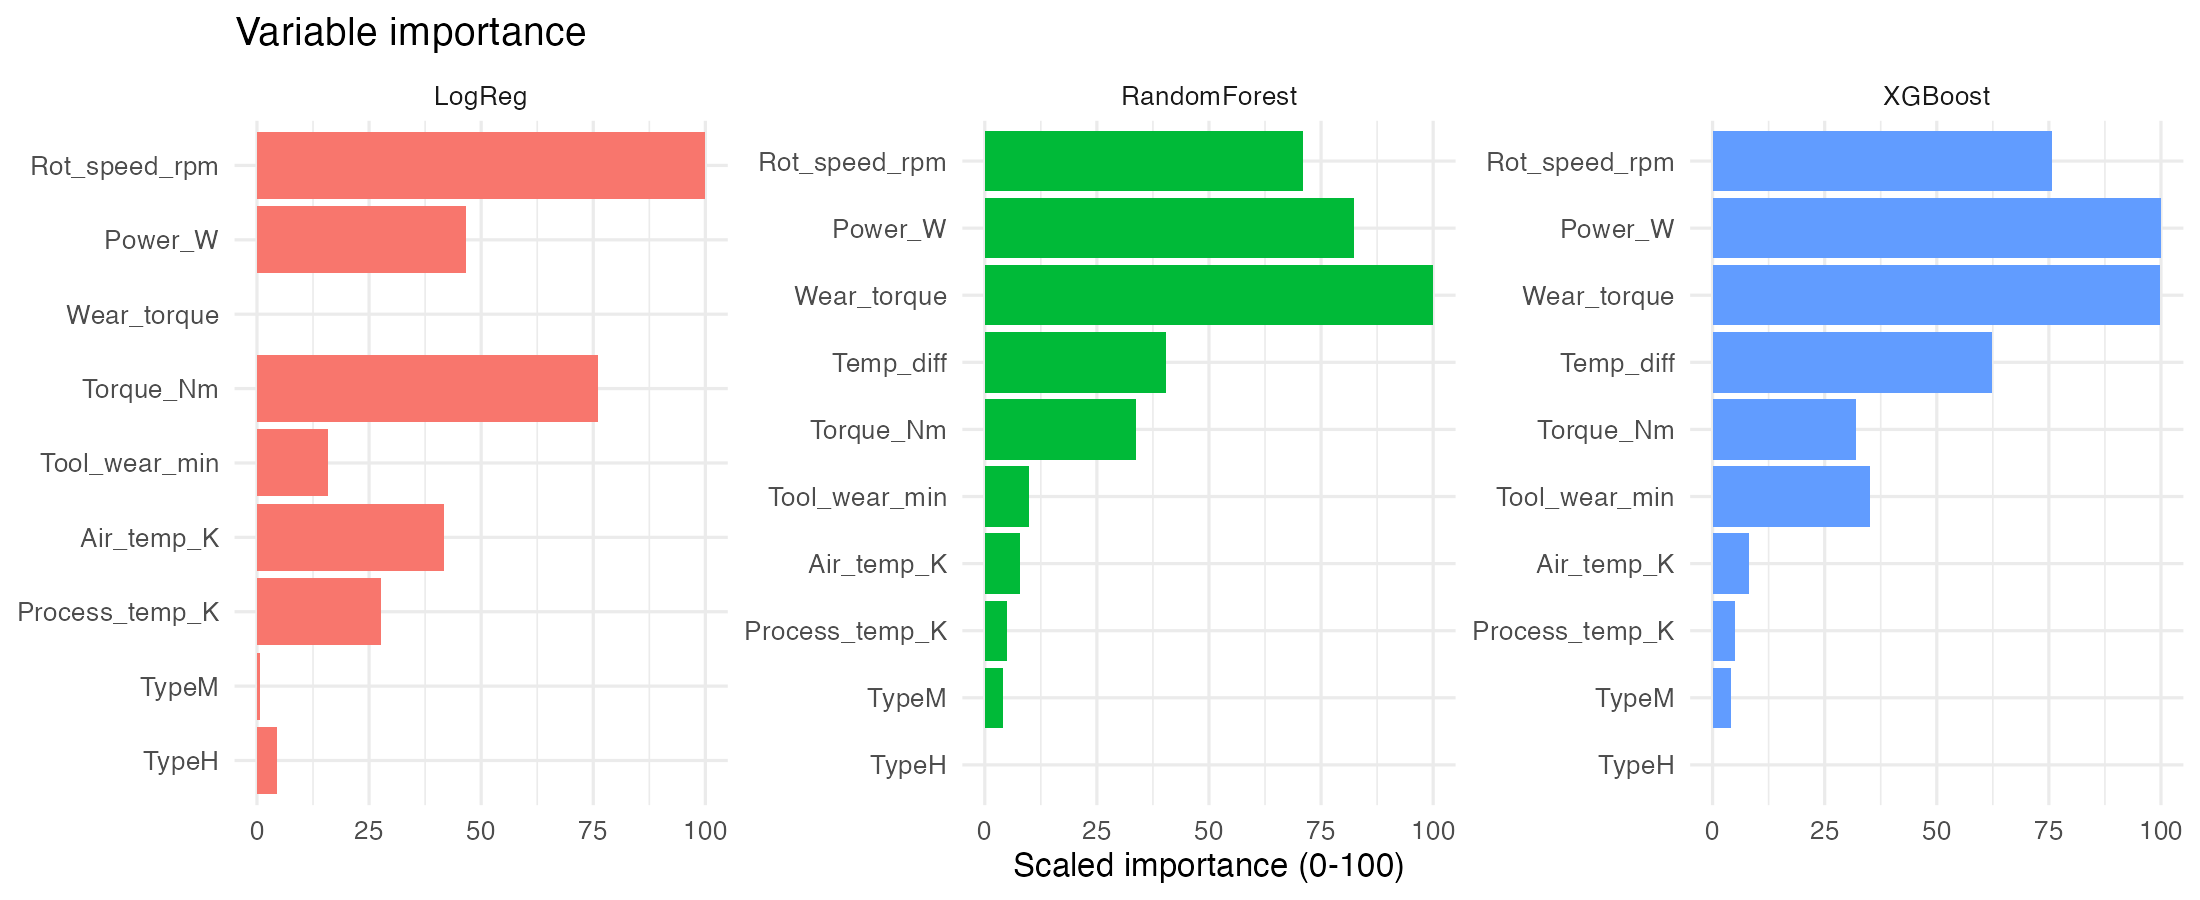 Variable importance
LogReg
Rot_speed_rpm
Power_W
Wear_torque
Torque_Nm
Tool_wear_min
Air_temp_K
Process_temp_K
TypeM
TypeH
0 25 50 75 100
RandomForest
Rot_speed_rpm
Power_W
Wear_torque
Temp_diff
Torque_Nm
Tool_wear_min
Air_temp_K
Process_temp_K
TypeM
TypeH
0 25 50 75 100
XGBoost
Rot_speed_rpm
Power_W
Wear_torque
Temp_diff
Torque_Nm
Tool_wear_min
Air_temp_K
Process_temp_K
TypeM
TypeH
0 25 50 75 100
Scaled importance (0-100)